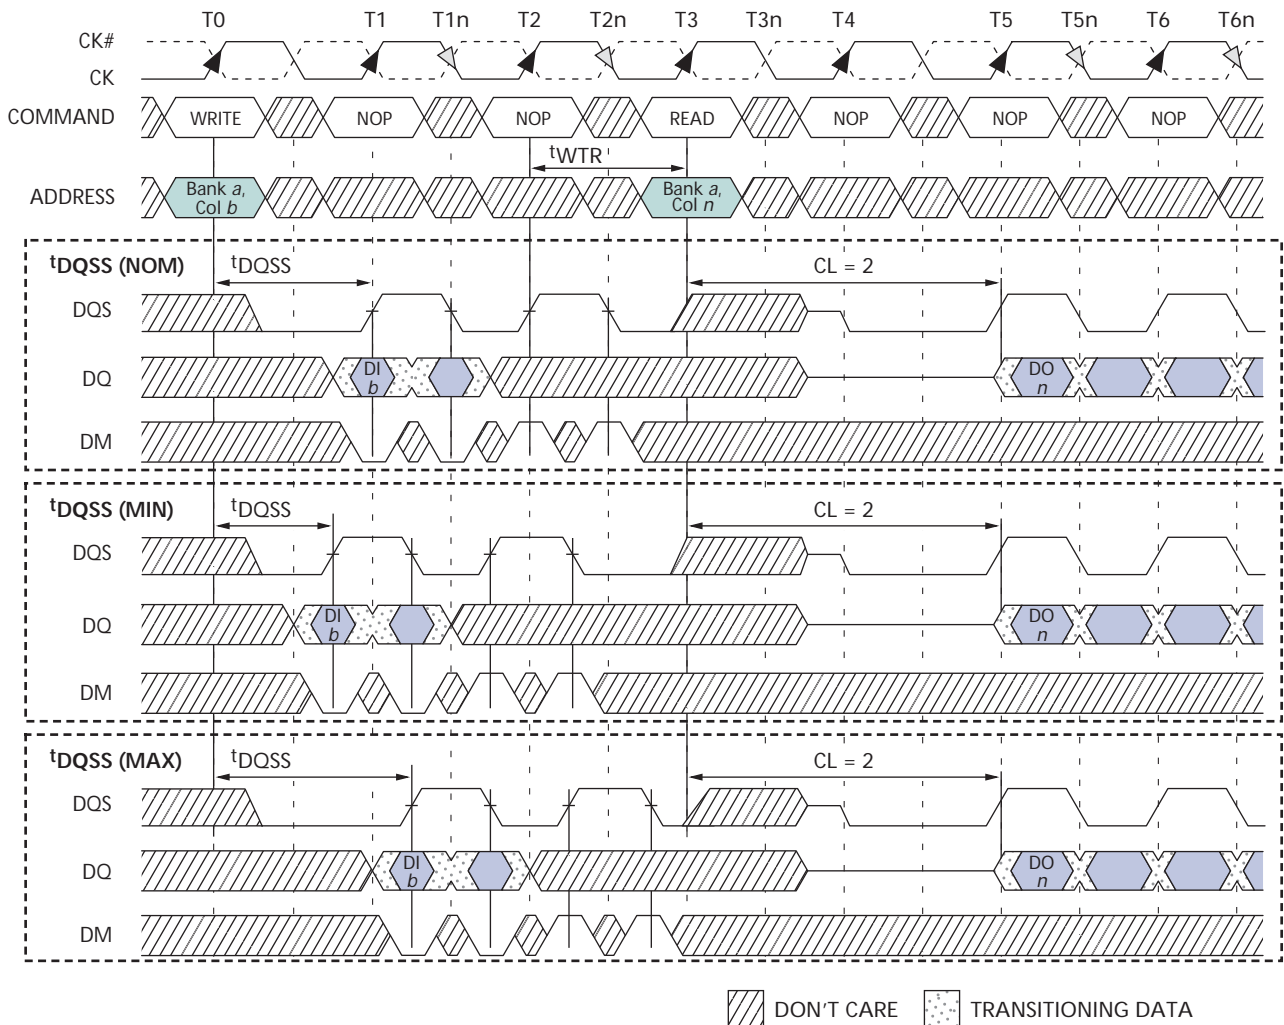 T0 T1 T1n T2 T2n T3 T3n T4 T5 T5n T6 T6n
CK#
CK
COMMAND WRITE NOP NOP READ NOP NOP NOP
tWTR
ADDRESS Bank a, Col b Bank a, Col n
tDQSS (NOM) tDQSS CL = 2
DQS
DQ DI b DO n
DM
tDQSS (MIN) tDQSS CL = 2
DQS
DQ DI b DO n
DM
tDQSS (MAX) tDQSS CL = 2
DQS
DQ DI b DO n
DM
DON'T CARE TRANSITIONING DATA